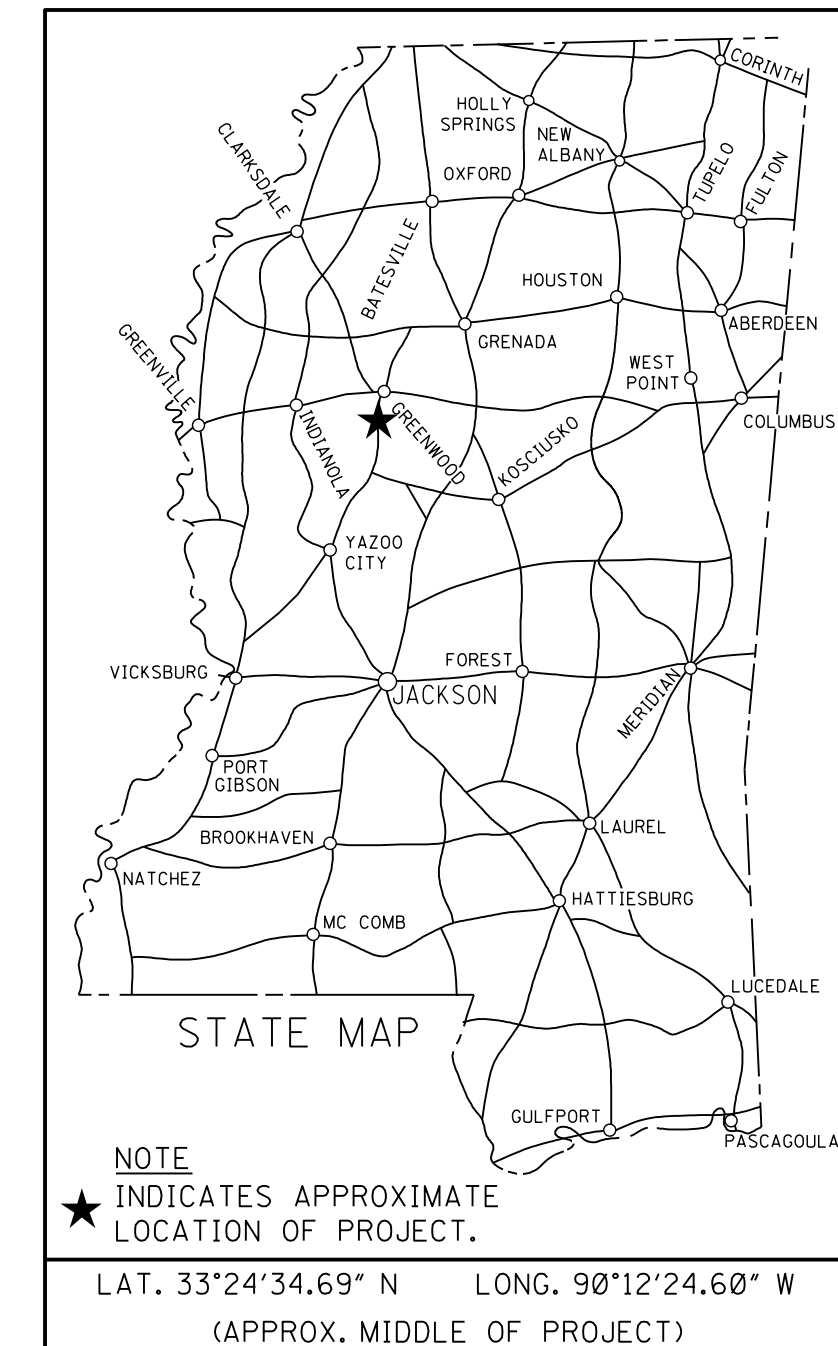 CORINTH
HOLLY
SPRINGS
NEW
ALBANY
CLARKSDALE
OXFORD
TUPELO
FULTON
BATESVILLE
HOUSTON
GREENVILLE
GRENADA
ABERDEEN
WEST
POINT
INDIANOLA
GREENWOOD
KOSCIUSKO
COLUMBUS
YAZOO
CITY
VICKSBURG
FOREST
JACKSON
MERIDIAN
PORT
GIBSON
BROOKHAVEN
LAUREL
NATCHEZ
HATTIESBURG
MC COMB
LUCEDALE
STATE MAP
GULFPORT
PASCAGOULA
NOTE
INDICATES APPROXIMATE
LOCATION OF PROJECT.
LAT. 33°24'34.69" N LONG. 90°12'24.60" W
(APPROX. MIDDLE OF PROJECT)